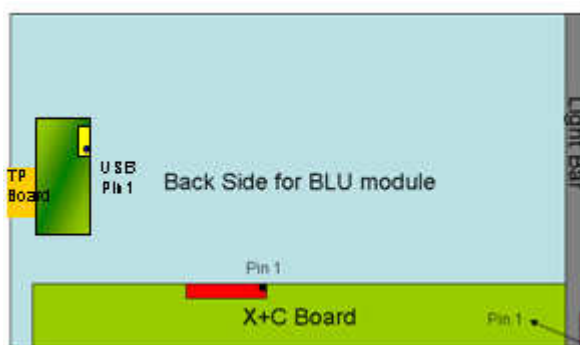 Light Bar
USB
Pin 1
TP
Board
Back Side for BLU module
Pin 1
X+C Board
Pin 1